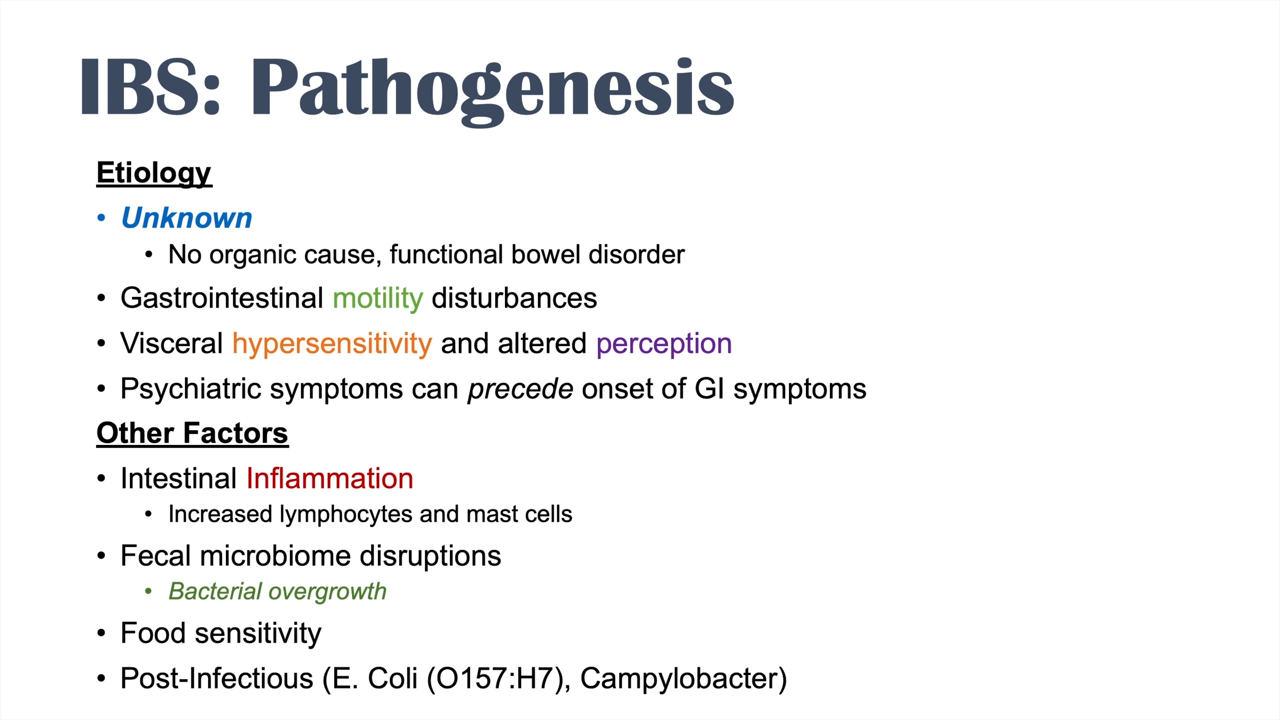 IBS: Pathogenesis
Etiology
• Unknown
• No organic cause, functional bowel disorder
• Gastrointestinal motility disturbances
• Visceral hypersensitivity and altered perception
• Psychiatric symptoms can precede onset of GI symptoms
Other Factors
• Intestinal Inflammation
• Increased lymphocytes and mast cells
• Fecal microbiome disruptions
• Bacterial overgrowth
• Food sensitivity
• Post-Infectious (E. Coli (O157:H7), Campylobacter)